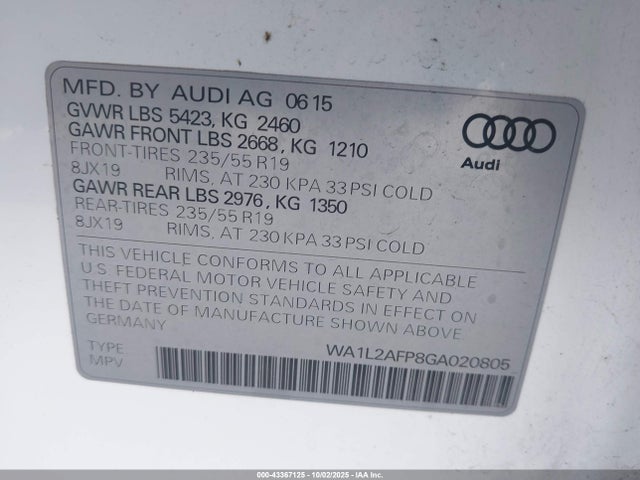 MFD. BY AUDI AG 0615
GVWR LBS 5423, KG 2460
GAWR FRONT LBS 2668, KG 1210
FRONT-TIRES 235/55 R19
8JX19 RIMS, AT 230 KPA 33 PSI COLD
GAWR REAR LBS 2976, KG 1350
REAR-TIRES 235/55 R19
8JX19 RIMS, AT 230 KPA 33 PSI COLD
Audi
THIS VEHICLE CONFORMS TO ALL APPLICABLE
U.S. FEDERAL MOTOR VEHICLE SAFETY AND
THEFT PREVENTION STANDARDS IN EFFECT ON
THE DATE OF MANUFACTURE SHOWN ABOVE
GERMANY
TYPE WA1L2AFP8GA020805
MPV
000-43367125 - 10/02/2025 - IAA Inc.